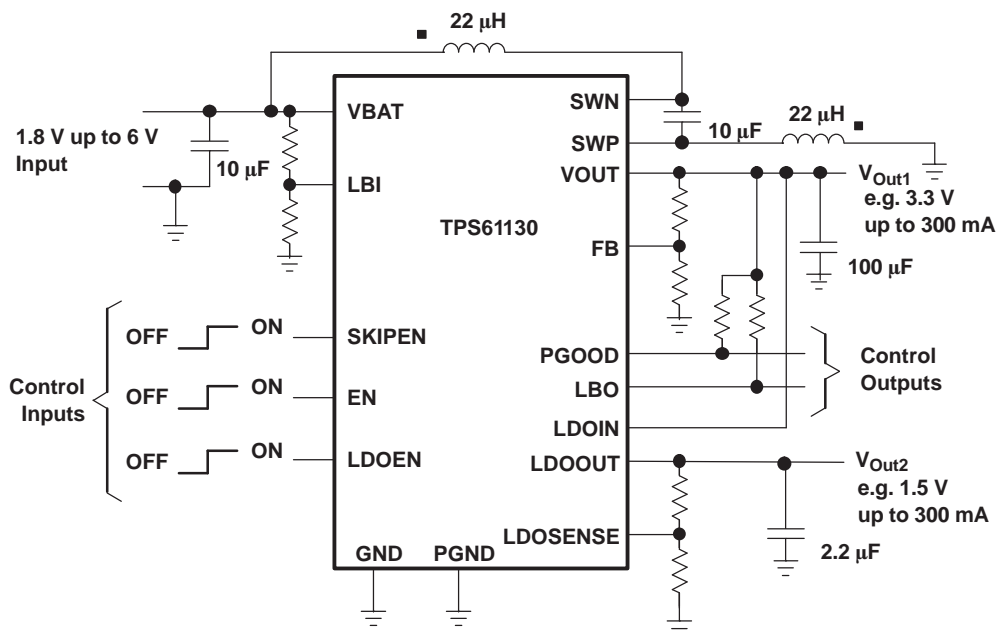 22 μH
VBAT
SWN
1.8 V up to 6 V
Input
10 μF
10 μF
22 μH
SWP
VOUT
VOut1
e.g. 3.3 V
up to 300 mA
LBI
TPS61130
FB
100 μF
Control
Inputs
OFF ON
SKIPEN
OFF ON
EN
OFF ON
LDOEN
PGOOD
LBO
Control
Outputs
LDOIN
LDOOUT
VOut2
e.g. 1.5 V
up to 300 mA
LDOSENSE
2.2 μF
GND PGND